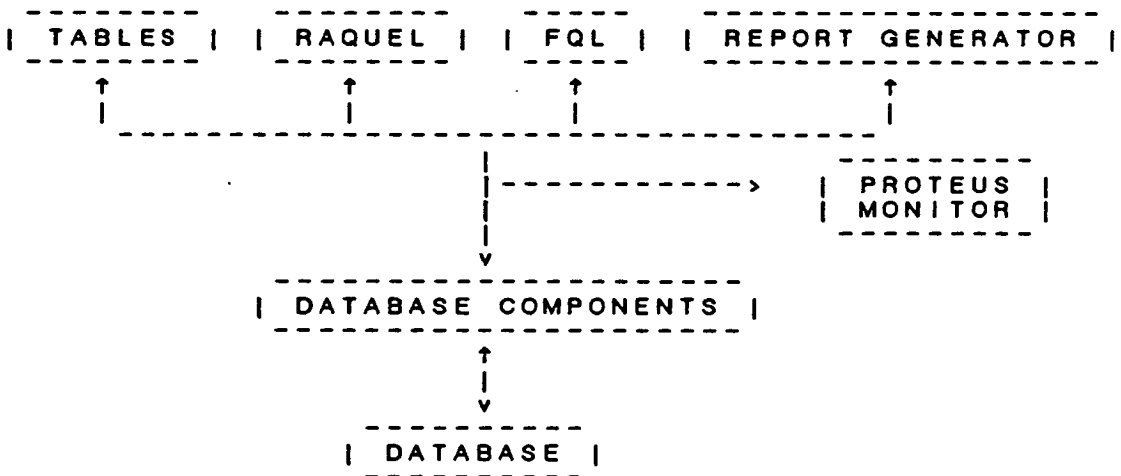 TABLES RAQUEL FQL REPORT GENERATOR
PROTEUS
MONITOR
DATABASE COMPONENTS
DATABASE